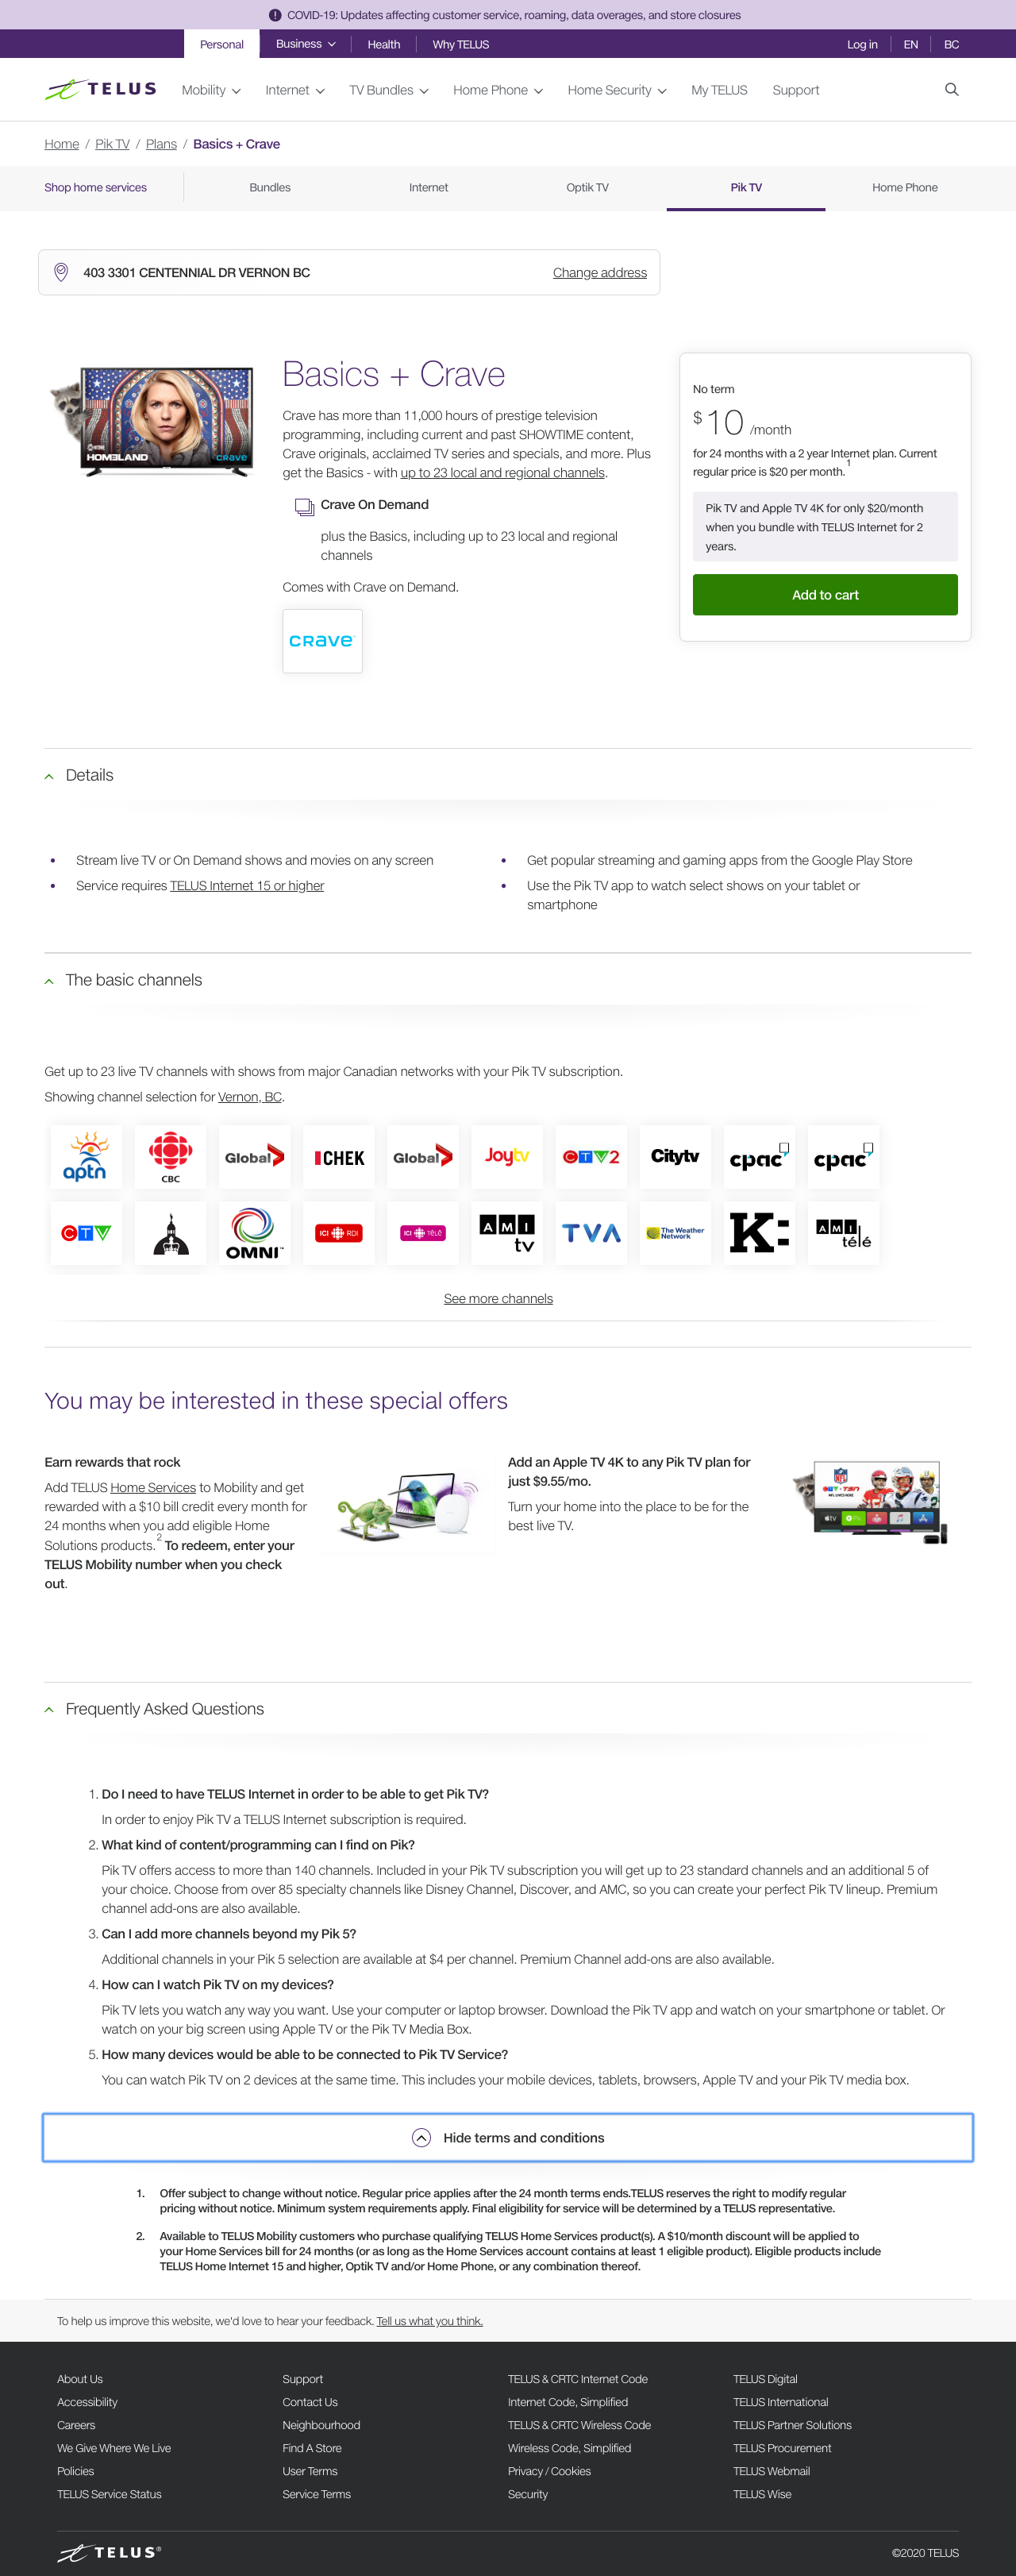 COVID-19: Updates affecting customer service, roaming, data overages, and store closures
Personal Business Health Why TELUS Log in EN BC
TELUS Mobility Internet TV Bundles Home Phone Home Security My TELUS Support
Home / Pik TV / Plans / Basics + Crave
Shop home services Bundles Internet Optik TV Pik TV Home Phone
403 3301 CENTENNIAL DR VERNON BC Change address
HOMELAND CRAVE
Basics + Crave
Crave has more than 11,000 hours of prestige television
programming, including current and past SHOWTIME content,
Crave originals, acclaimed TV series and specials, and more. Plus
get the Basics - with up to 23 local and regional channels.
Crave On Demand
plus the Basics, including up to 23 local and regional
channels
Comes with Crave on Demand.
CRAVE
No term
$10 /month
for 24 months with a 2 year Internet plan. Current
regular price is $20 per month.1
Pik TV and Apple TV 4K for only $20/month
when you bundle with TELUS Internet for 2
years.
Add to cart
Details
Stream live TV or On Demand shows and movies on any screen
Service requires TELUS Internet 15 or higher
Get popular streaming and gaming apps from the Google Play Store
Use the Pik TV app to watch select shows on your tablet or
smartphone
The basic channels
Get up to 23 live TV channels with shows from major Canadian networks with your Pik TV subscription.
Showing channel selection for Vernon, BC.
aptn CBC Global CHEK Global Joytv CTV2 Citytv cpac cpac
CTV OMNI ICI RDI ICI TÉLÉ AMI tv TVA The Weather Network K: AMI télé
See more channels
You may be interested in these special offers
Earn rewards that rock
Add TELUS Home Services to Mobility and get
rewarded with a $10 bill credit every month for
24 months when you add eligible Home
Solutions products.2 To redeem, enter your
TELUS Mobility number when you check
out.
Add an Apple TV 4K to any Pik TV plan for
just $9.55/mo.
Turn your home into the place to be for the
best live TV.
Frequently Asked Questions
1. Do I need to have TELUS Internet in order to be able to get Pik TV?
In order to enjoy Pik TV a TELUS Internet subscription is required.
2. What kind of content/programming can I find on Pik?
Pik TV offers access to more than 140 channels. Included in your Pik TV subscription you will get up to 23 standard channels and an additional 5 of
your choice. Choose from over 85 specialty channels like Disney Channel, Discover, and AMC, so you can create your perfect Pik TV lineup. Premium
channel add-ons are also available.
3. Can I add more channels beyond my Pik 5?
Additional channels in your Pik 5 selection are available at $4 per channel. Premium Channel add-ons are also available.
4. How can I watch Pik TV on my devices?
Pik TV lets you watch any way you want. Use your computer or laptop browser. Download the Pik TV app and watch on your smartphone or tablet. Or
watch on your big screen using Apple TV or the Pik TV Media Box.
5. How many devices would be able to be connected to Pik TV Service?
You can watch Pik TV on 2 devices at the same time. This includes your mobile devices, tablets, browsers, Apple TV and your Pik TV media box.
Hide terms and conditions
1. Offer subject to change without notice. Regular price applies after the 24 month terms ends.TELUS reserves the right to modify regular
pricing without notice. Minimum system requirements apply. Final eligibility for service will be determined by a TELUS representative.
2. Available to TELUS Mobility customers who purchase qualifying TELUS Home Services product(s). A $10/month discount will be applied to
your Home Services bill for 24 months (or as long as the Home Services account contains at least 1 eligible product). Eligible products include
TELUS Home Internet 15 and higher, Optik TV and/or Home Phone, or any combination thereof.
To help us improve this website, we'd love to hear your feedback. Tell us what you think.
About Us Support TELUS & CRTC Internet Code TELUS Digital
Accessibility Contact Us Internet Code, Simplified TELUS International
Careers Neighbourhood TELUS & CRTC Wireless Code TELUS Partner Solutions
We Give Where We Live Find A Store Wireless Code, Simplified TELUS Procurement
Policies User Terms Privacy / Cookies TELUS Webmail
TELUS Service Status Service Terms Security TELUS Wise
TELUS® ©2020 TELUS